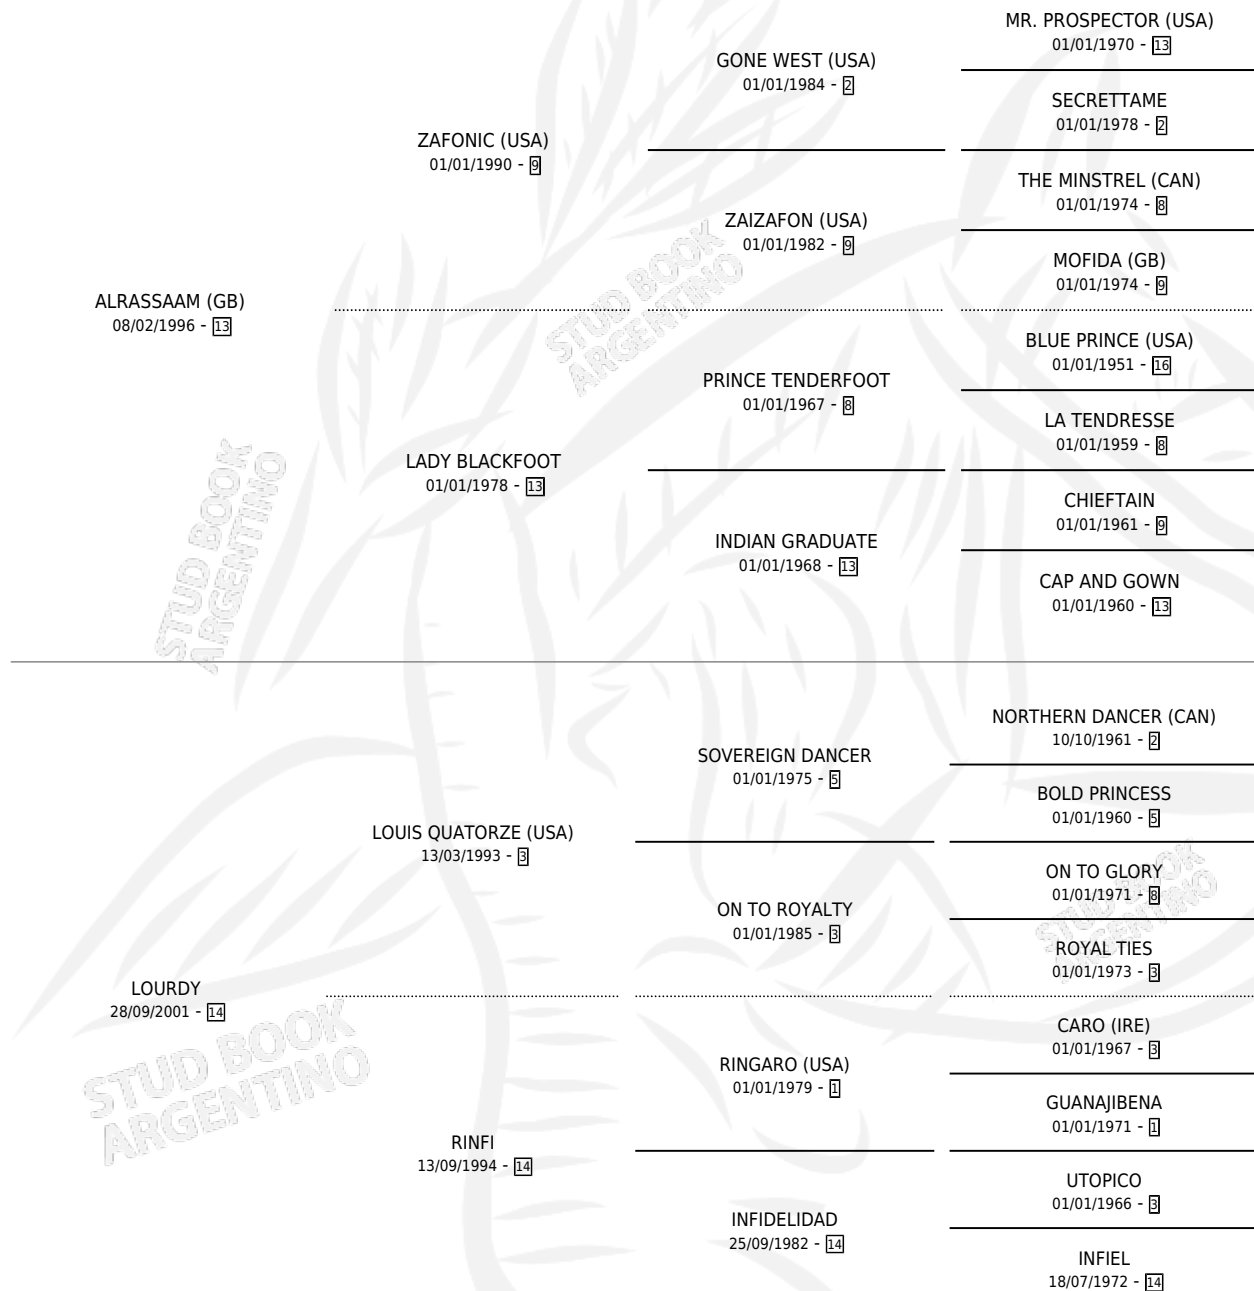 MR. PROSPECTOR (USA)
01/01/1970 - 13
GONE WEST (USA)
01/01/1984 - 2
SECRETTAME
01/01/1978 - 2
ZAFONIC (USA)
01/01/1990 - 9
THE MINSTREL (CAN)
01/01/1974 - 8
ZAIZAFON (USA)
01/01/1982 - 9
MOFIDA (GB)
01/01/1974 - 9
ALRASSAAM (GB)
08/02/1996 - 13
BLUE PRINCE (USA)
01/01/1951 - 16
PRINCE TENDERFOOT
01/01/1967 - 8
LA TENDRESSE
01/01/1959 - 8
LADY BLACKFOOT
01/01/1978 - 13
CHIEFTAIN
01/01/1961 - 9
INDIAN GRADUATE
01/01/1968 - 13
CAP AND GOWN
01/01/1960 - 13
STUD BOOK
ARGENTINO
STUD BOOK
ARGENTINO
NORTHERN DANCER (CAN)
10/10/1961 - 2
SOVEREIGN DANCER
01/01/1975 - 5
BOLD PRINCESS
01/01/1960 - 5
LOUIS QUATORZE (USA)
13/03/1993 - 3
ON TO GLORY
01/01/1971 - 8
ON TO ROYALTY
01/01/1985 - 3
ROYAL TIES
01/01/1973 - 3
STUD BOOK
ARGENTINO
LOURDY
28/09/2001 - 14
CARO (IRE)
01/01/1967 - 3
RINGARO (USA)
01/01/1979 - 1
GUANAJIBENA
01/01/1971 - 1
RINFI
13/09/1994 - 14
UTOPICO
01/01/1966 - 3
INFIDELIDAD
25/09/1982 - 14
INFIEL
18/07/1972 - 14
STUD BOOK
ARGENTINO